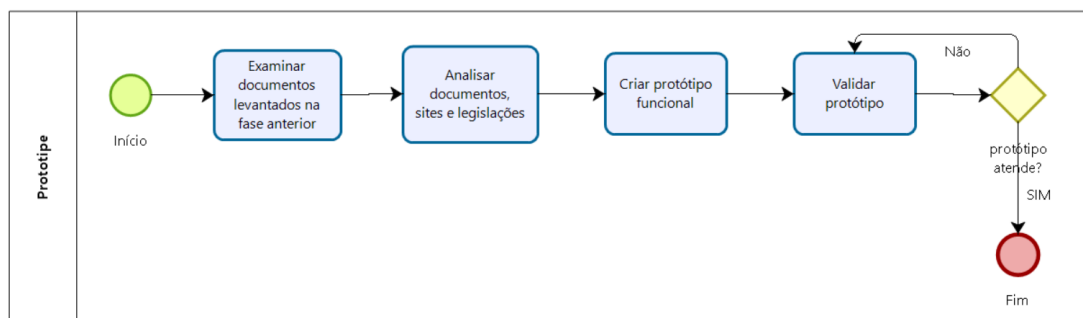 Prototipe
Início
Examinar
documentos
levantados na
fase anterior
Analisar
documentos,
sites e legislações
Criar protótipo
funcional
Validar
protótipo
Não
protótipo
atende?
SIM
Fim